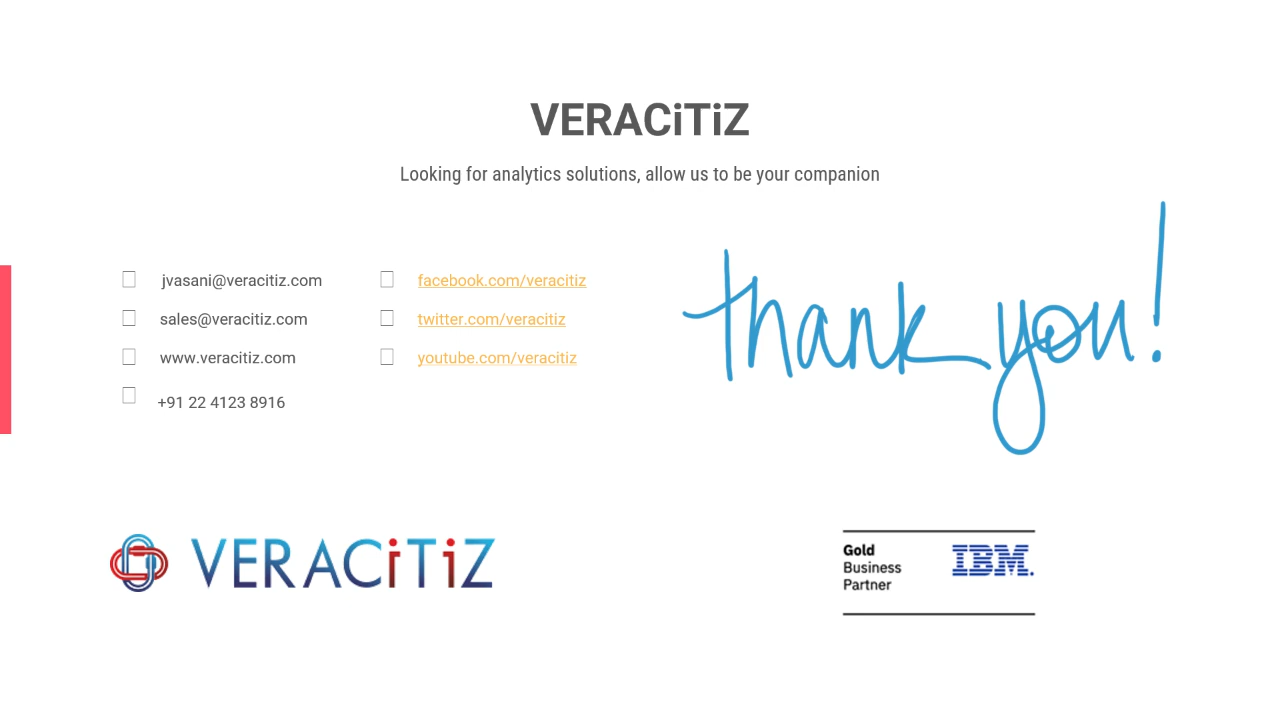 VERACiTiZ
Looking for analytics solutions, allow us to be your companion
jvasani@veracitiz.com
sales@veracitiz.com
www.veracitiz.com
+91 22 4123 8916
facebook.com/veracitiz
twitter.com/veracitiz
youtube.com/veracitiz
thank you!
VERACiTiZ
Gold
Business
Partner
IBM.